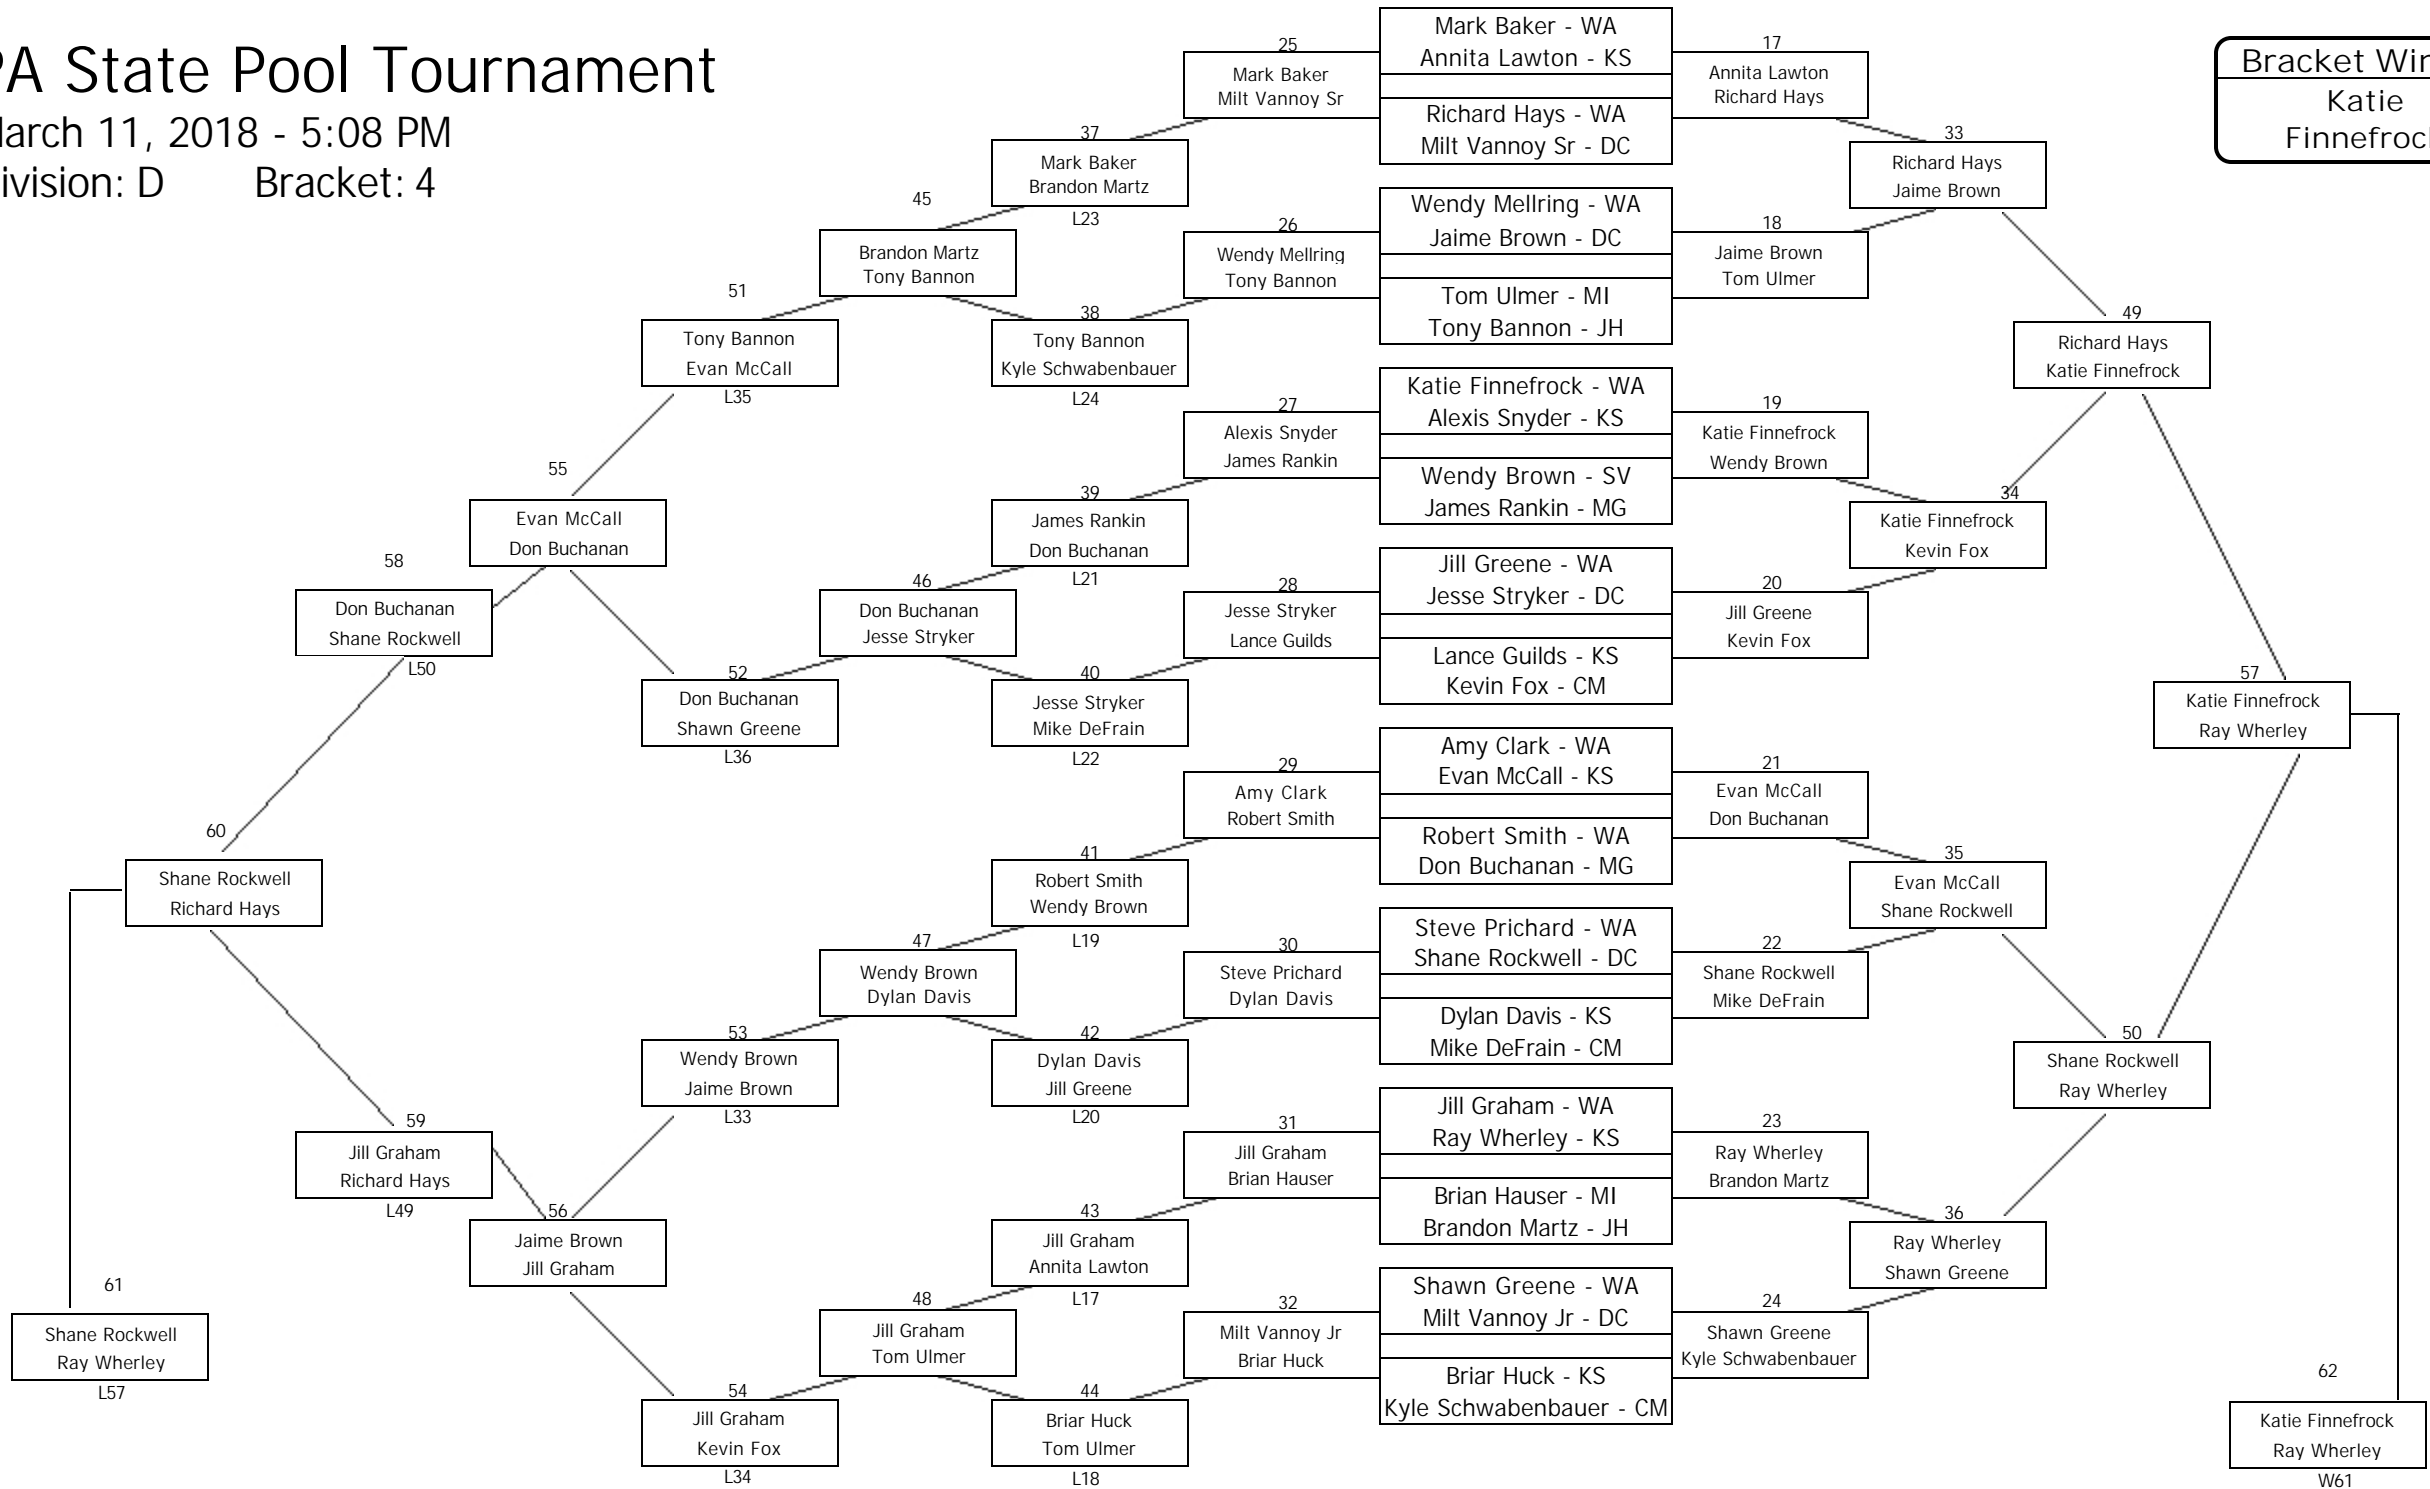 PA State Pool Tournament
March 11, 2018 - 5:08 PM
Division: D Bracket: 4
Bracket Win
Katie
Finnefrock
61
Shane Rockwell
Ray Wherley
L57
60
Shane Rockwell
Richard Hays
58
Don Buchanan
Shane Rockwell
L50
59
Jill Graham
Richard Hays
L49
55
Evan McCall
Don Buchanan
56
Jaime Brown
Jill Graham
51
Tony Bannon
Evan McCall
L35
52
Don Buchanan
Shawn Greene
L36
53
Wendy Brown
Jaime Brown
L33
54
Jill Graham
Kevin Fox
L34
45
Brandon Martz
Tony Bannon
46
Don Buchanan
Jesse Stryker
47
Wendy Brown
Dylan Davis
48
Jill Graham
Tom Ulmer
37
Mark Baker
Brandon Martz
L23
38
Tony Bannon
Kyle Schwabenbauer
L24
39
James Rankin
Don Buchanan
L21
40
Jesse Stryker
Mike DeFrain
L22
41
Robert Smith
Wendy Brown
L19
42
Dylan Davis
Jill Greene
L20
43
Jill Graham
Annita Lawton
L17
44
Briar Huck
Tom Ulmer
L18
25
Mark Baker
Milt Vannoy Sr
26
Wendy Mellring
Tony Bannon
27
Alexis Snyder
James Rankin
28
Jesse Stryker
Lance Guilds
29
Amy Clark
Robert Smith
30
Steve Prichard
Dylan Davis
31
Jill Graham
Brian Hauser
32
Milt Vannoy Jr
Briar Huck
Mark Baker - WA
Annita Lawton - KS
Richard Hays - WA
Milt Vannoy Sr - DC
Wendy Mellring - WA
Jaime Brown - DC
Tom Ulmer - MI
Tony Bannon - JH
Katie Finnefrock - WA
Alexis Snyder - KS
Wendy Brown - SV
James Rankin - MG
Jill Greene - WA
Jesse Stryker - DC
Lance Guilds - KS
Kevin Fox - CM
Amy Clark - WA
Evan McCall - KS
Robert Smith - WA
Don Buchanan - MG
Steve Prichard - WA
Shane Rockwell - DC
Dylan Davis - KS
Mike DeFrain - CM
Jill Graham - WA
Ray Wherley - KS
Brian Hauser - MI
Brandon Martz - JH
Shawn Greene - WA
Milt Vannoy Jr - DC
Briar Huck - KS
Kyle Schwabenbauer - CM
17
Annita Lawton
Richard Hays
18
Jaime Brown
Tom Ulmer
19
Katie Finnefrock
Wendy Brown
20
Jill Greene
Kevin Fox
21
Evan McCall
Don Buchanan
22
Shane Rockwell
Mike DeFrain
23
Ray Wherley
Brandon Martz
24
Shawn Greene
Kyle Schwabenbauer
33
Richard Hays
Jaime Brown
34
Katie Finnefrock
Kevin Fox
35
Evan McCall
Shane Rockwell
36
Ray Wherley
Shawn Greene
49
Richard Hays
Katie Finnefrock
50
Shane Rockwell
Ray Wherley
57
Katie Finnefrock
Ray Wherley
62
Katie Finnefrock
Ray Wherley
W61